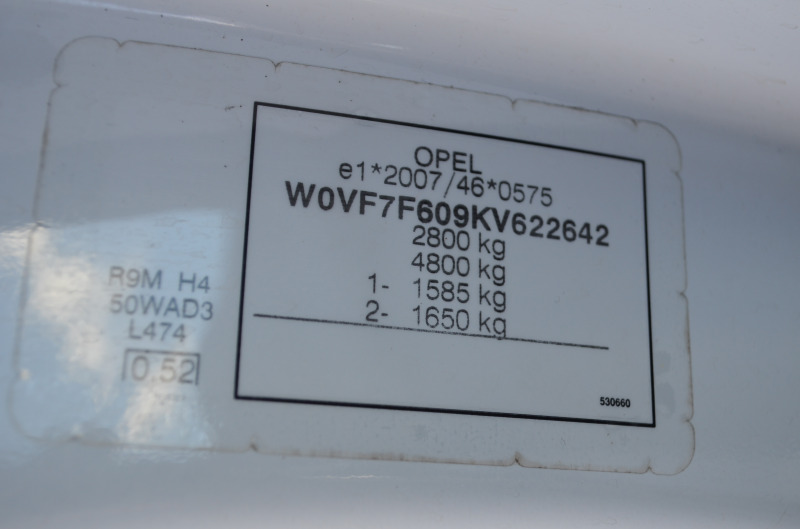 OPEL
e1*2007/46*0575
W0VF7F609KV622642
2800 kg
4800 kg
1- 1585 kg
2- 1650 kg
R9M H4
50WAD3
L474
0.52
530660